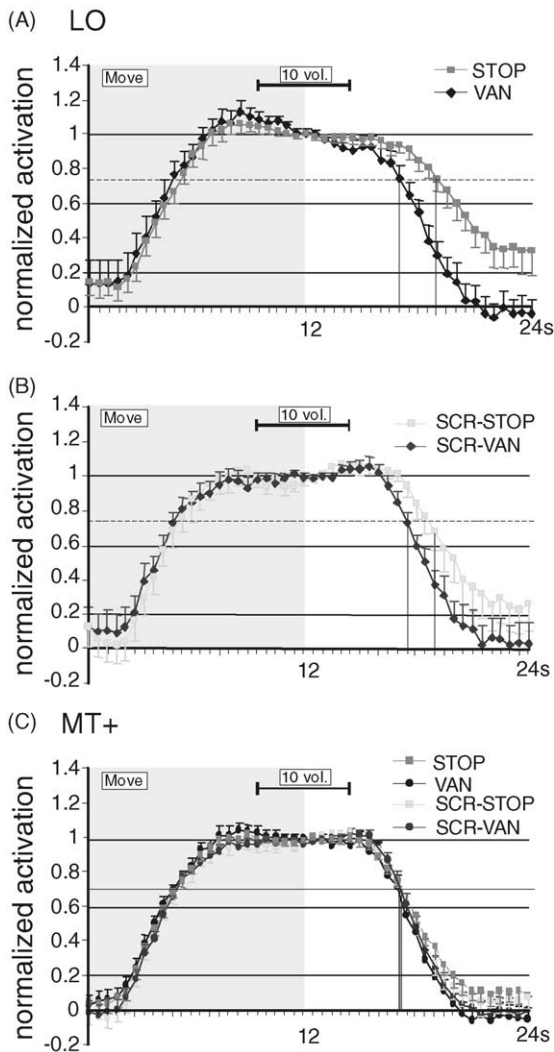 (A) LO
normalized activation
1.4
1.2
1
0.8
0.6
0.4
0.2
0
-0.2
Move
10 vol.
STOP
VAN
12
24s
(B)
normalized activation
1.4
1.2
1
0.8
0.6
0.4
0.2
0
-0.2
Move
10 vol.
SCR-STOP
SCR-VAN
12
24s
(C) MT+
normalized activation
1.4
1.2
1
0.8
0.6
0.4
0.2
0
-0.2
Move
10 vol.
STOP
VAN
SCR-STOP
SCR-VAN
12
24s